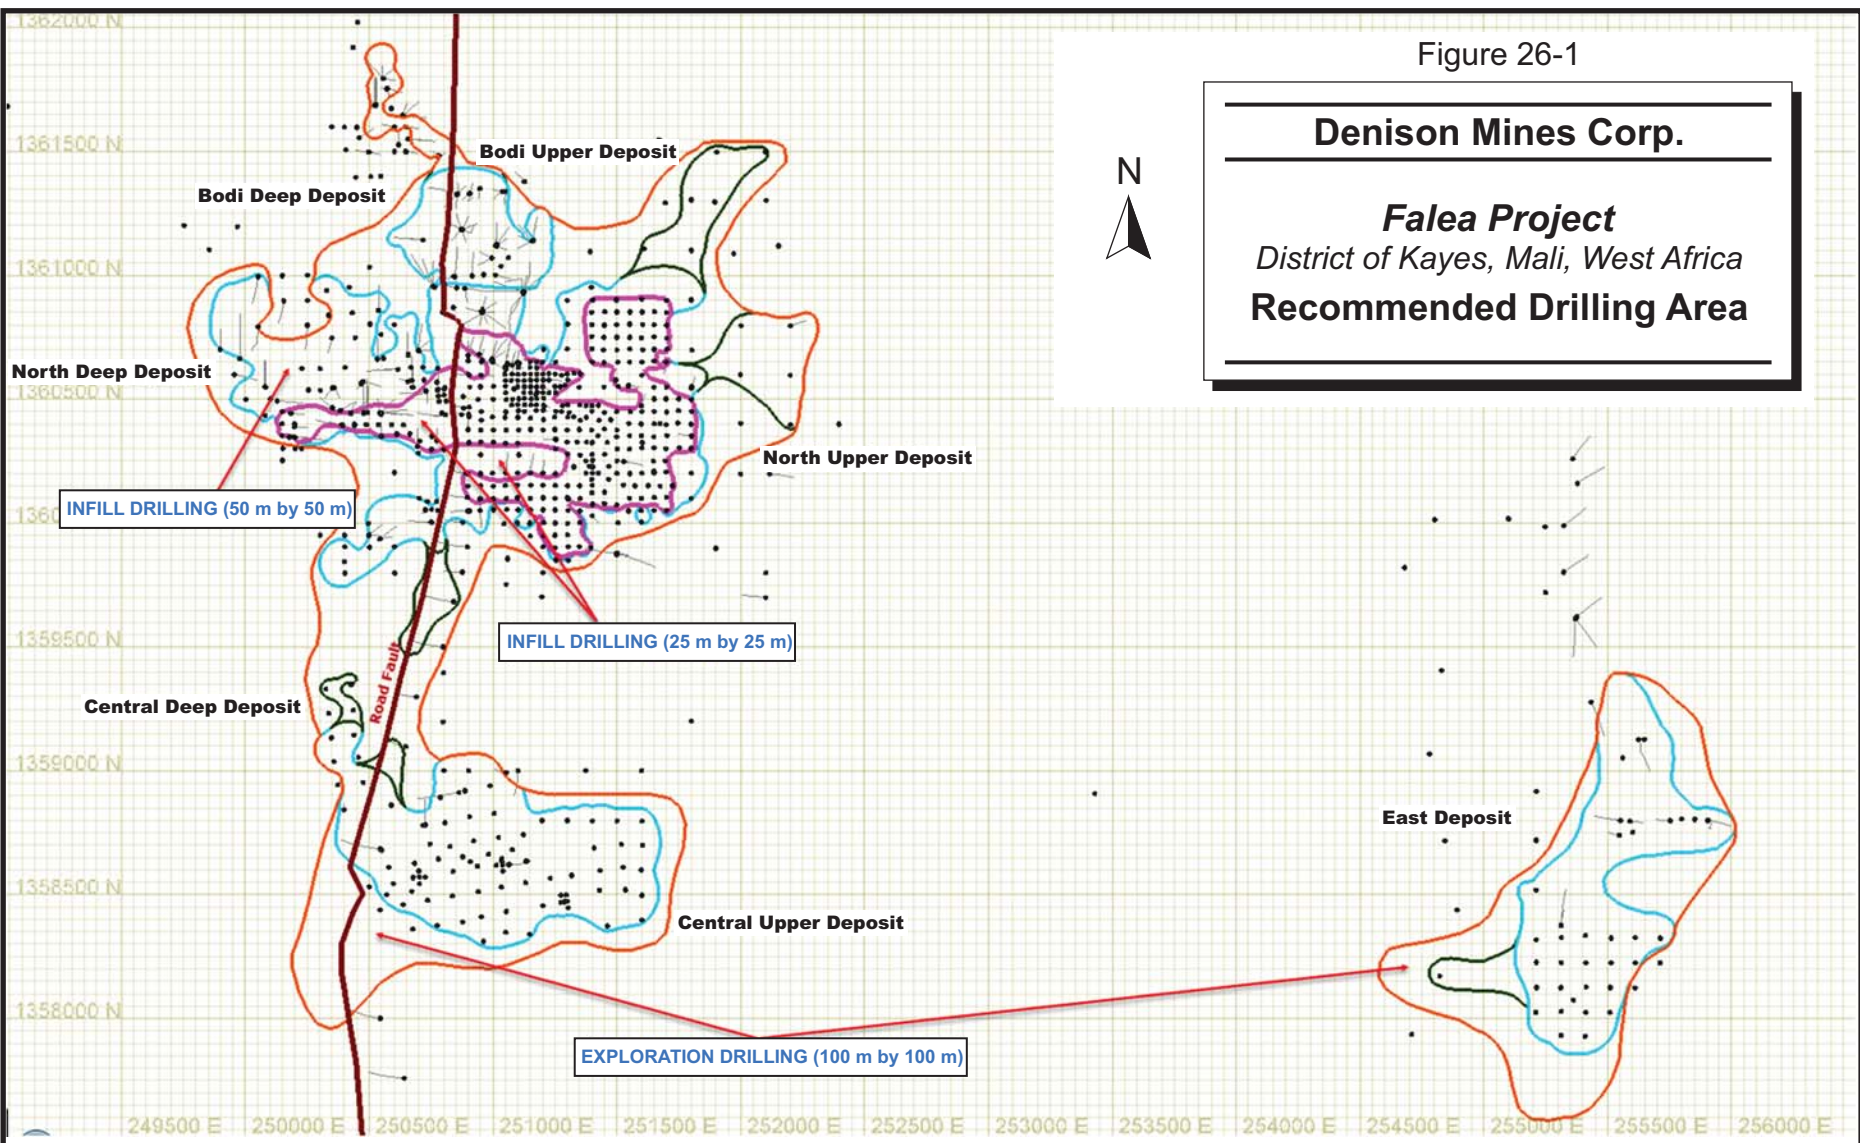 1362000 N
Figure 26-1
Denison Mines Corp.
Falea Project
District of Kayes, Mali, West Africa
Recommended Drilling Area
N
1361500 N
Bodi Upper Deposit
Bodi Deep Deposit
1361000 N
North Deep Deposit
1360500 N
North Upper Deposit
INFILL DRILLING (50 m by 50 m)
INFILL DRILLING (25 m by 25 m)
1359500 N
Road Fault
Central Deep Deposit
1359000 N
East Deposit
1358500 N
Central Upper Deposit
1358000 N
EXPLORATION DRILLING (100 m by 100 m)
249500 E 250000 E 250500 E 251000 E 251500 E 252000 E 252500 E 253000 E 253500 E 254000 E 254500 E 255000 E 255500 E 256000 E